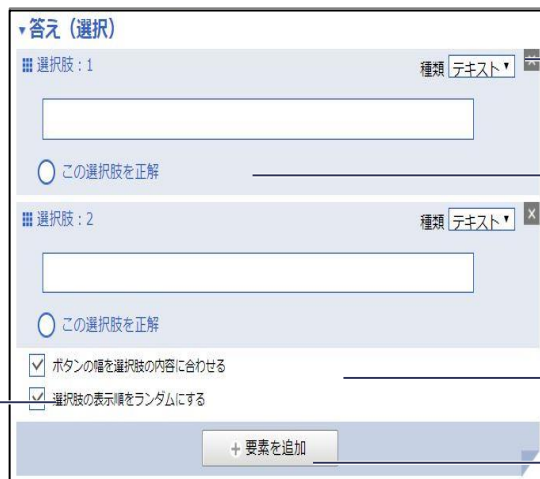 ▾答え（選択）
選択肢：1 種類 テキスト▼
この選択肢を正解
選択肢：2 種類 テキスト▼ x
この選択肢を正解
ボタンの幅を選択肢の内容に合わせる
選択肢の表示順をランダムにする
+要素を追加